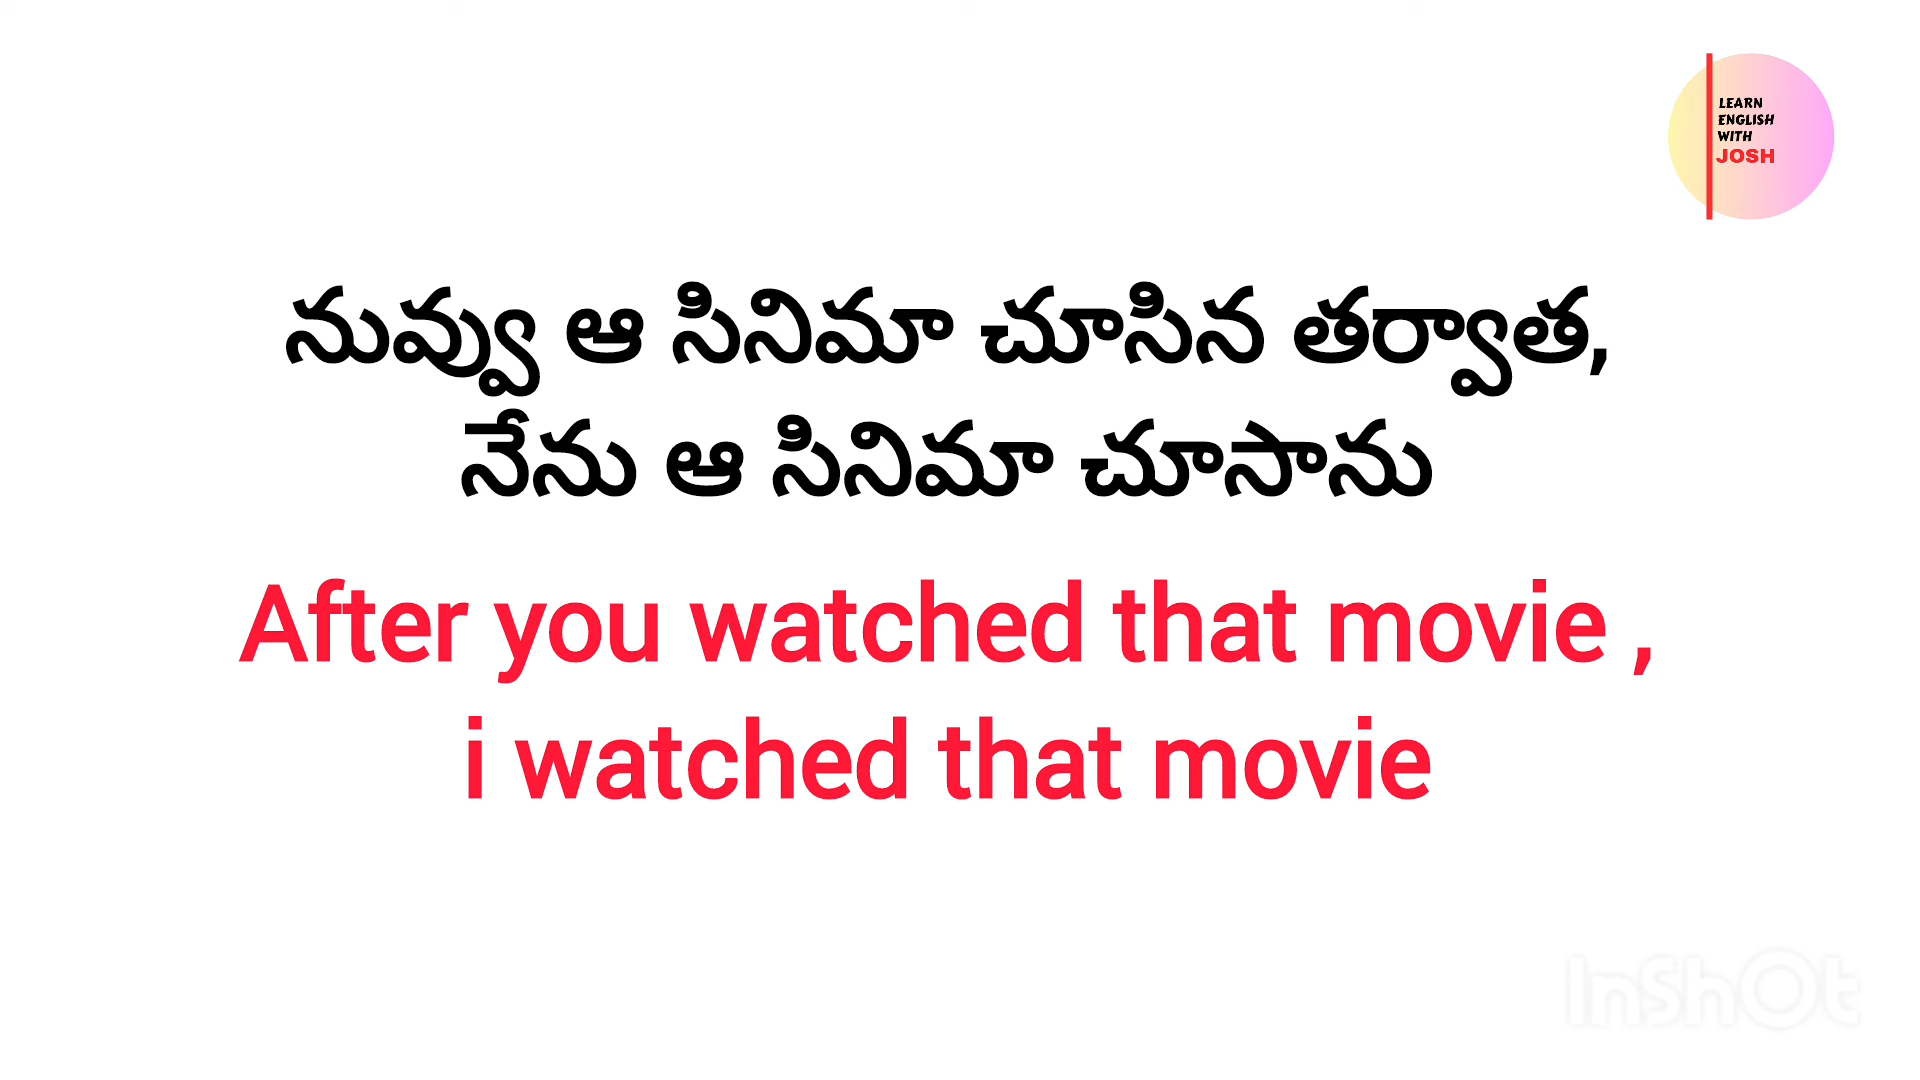 LEARN
ENGLISH
WITH
JOSH
నువ్వు ఆ సినిమా చూసిన తర్వాత,
నేను ఆ సినిమా చూసాను
After you watched that movie ,
i watched that movie
InShOt